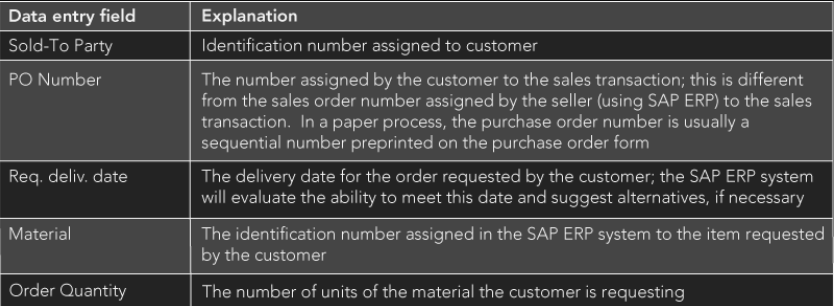 Data entry field Explanation
Sold-To Party Identification number assigned to customer
PO Number The number assigned by the customer to the sales transaction; this is different
from the sales order number assigned by the seller (using SAP ERP) to the sales
transaction. In a paper process, the purchase order number is usually a
sequential number preprinted on the purchase order form
Req. deliv. date The delivery date for the order requested by the customer; the SAP ERP system
will evaluate the ability to meet this date and suggest alternatives, if necessary
Material The identification number assigned in the SAP ERP system to the item requested
by the customer
Order Quantity The number of units of the material the customer is requesting